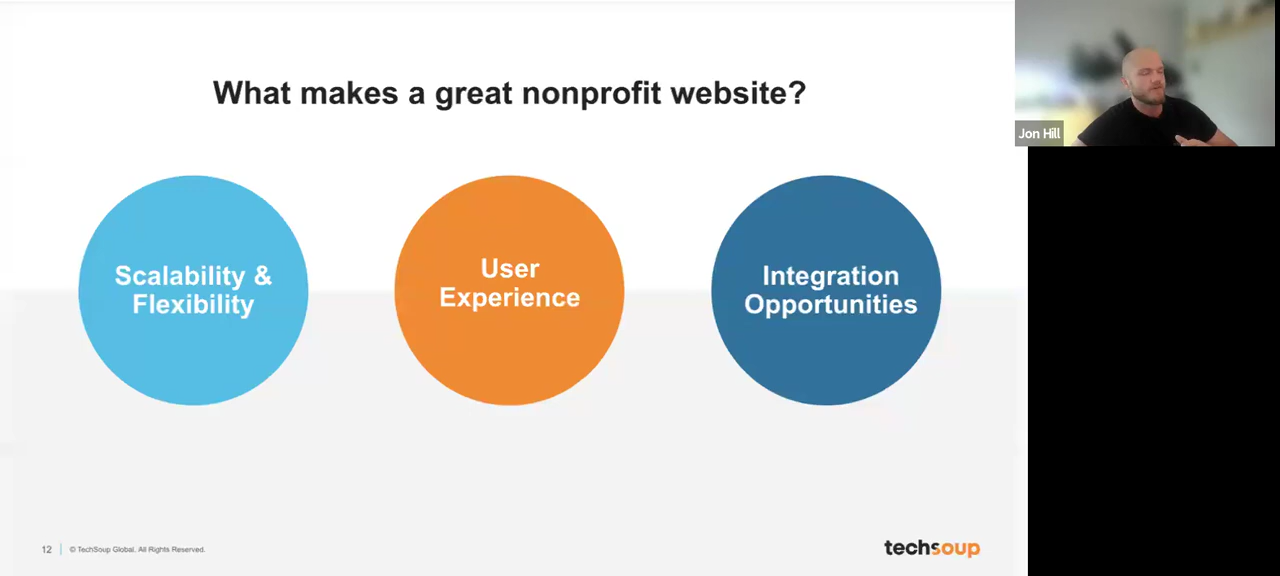 What makes a great nonprofit website?
Scalability &
Flexibility
User
Experience
Integration
Opportunities
Jon Hill
12
© TechSoup Global. All Rights Reserved.
techsoup